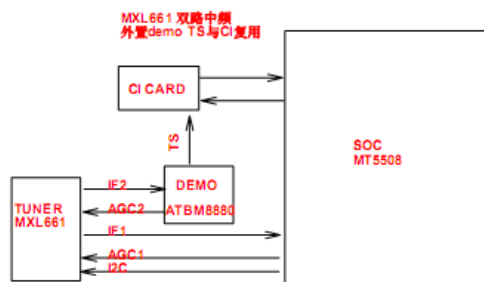 MXL661 双路中频
外置demo TS与CI复用
CI CARD
SOC
MT5508
TS
DEMO
ATBM8880
IF2
AGC2
TUNER
MXL661
IF1
AGC1
I2C